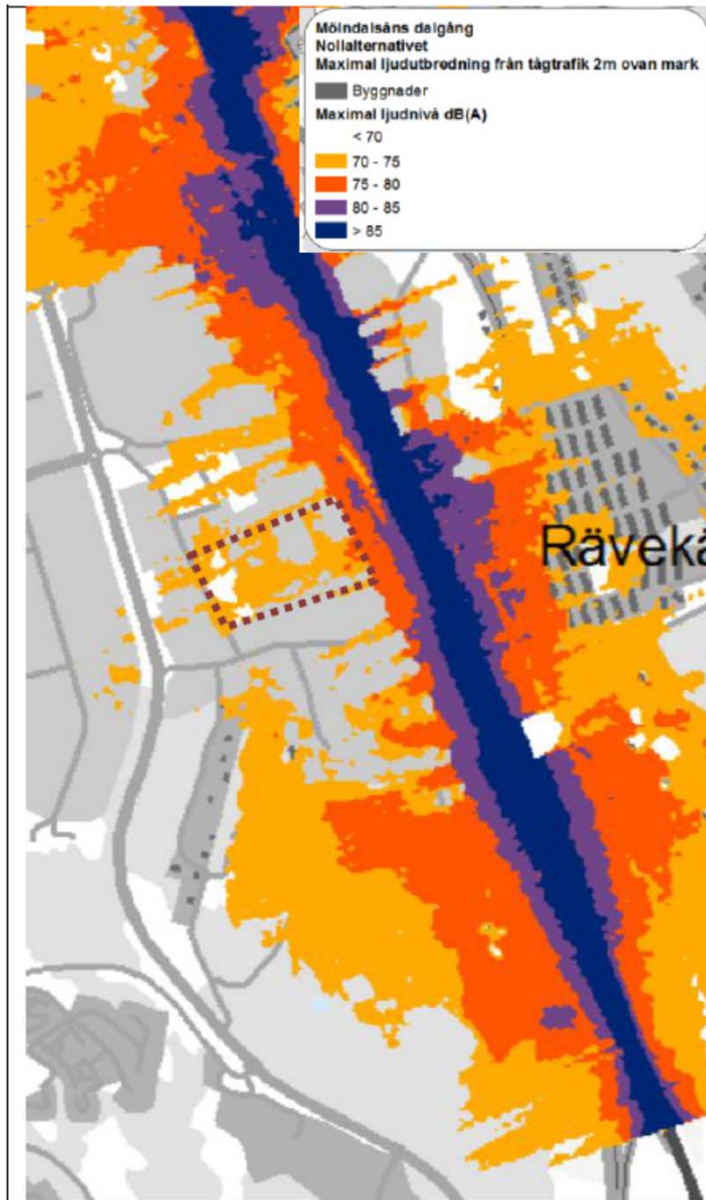 Mölndalsåns dalgång
Nollalternativet
Maximal ljudutbredning från tågtrafik 2m ovan mark
Byggnader
Maximal ljudnivå dB(A)
< 70
70 - 75
75 - 80
80 - 85
> 85
Rävekä